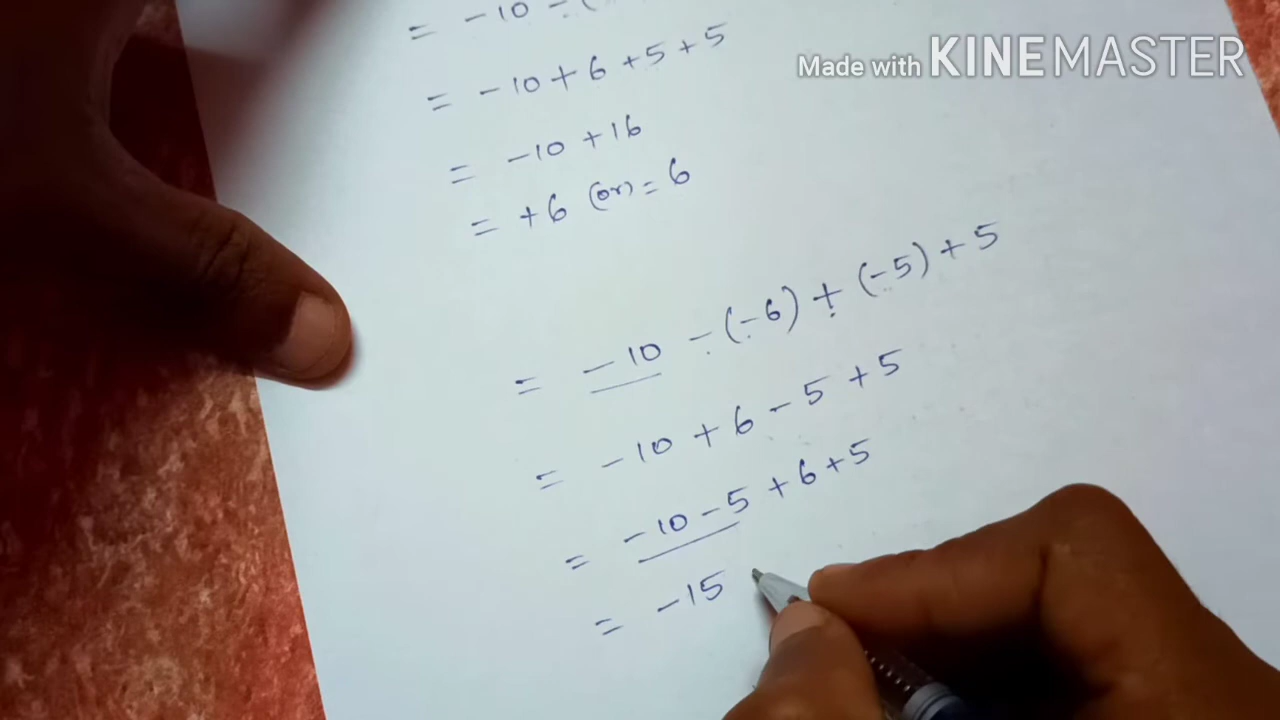 = -10 - (
Made with KINEMASTER
= -10 + 6 + 5 + 5
= -10 + 16
= +6 (or) = 6
= -10 - (-6) + (-5) + 5
= -10 + 6 - 5 + 5
= -10 - 5 + 6 + 5
= -15